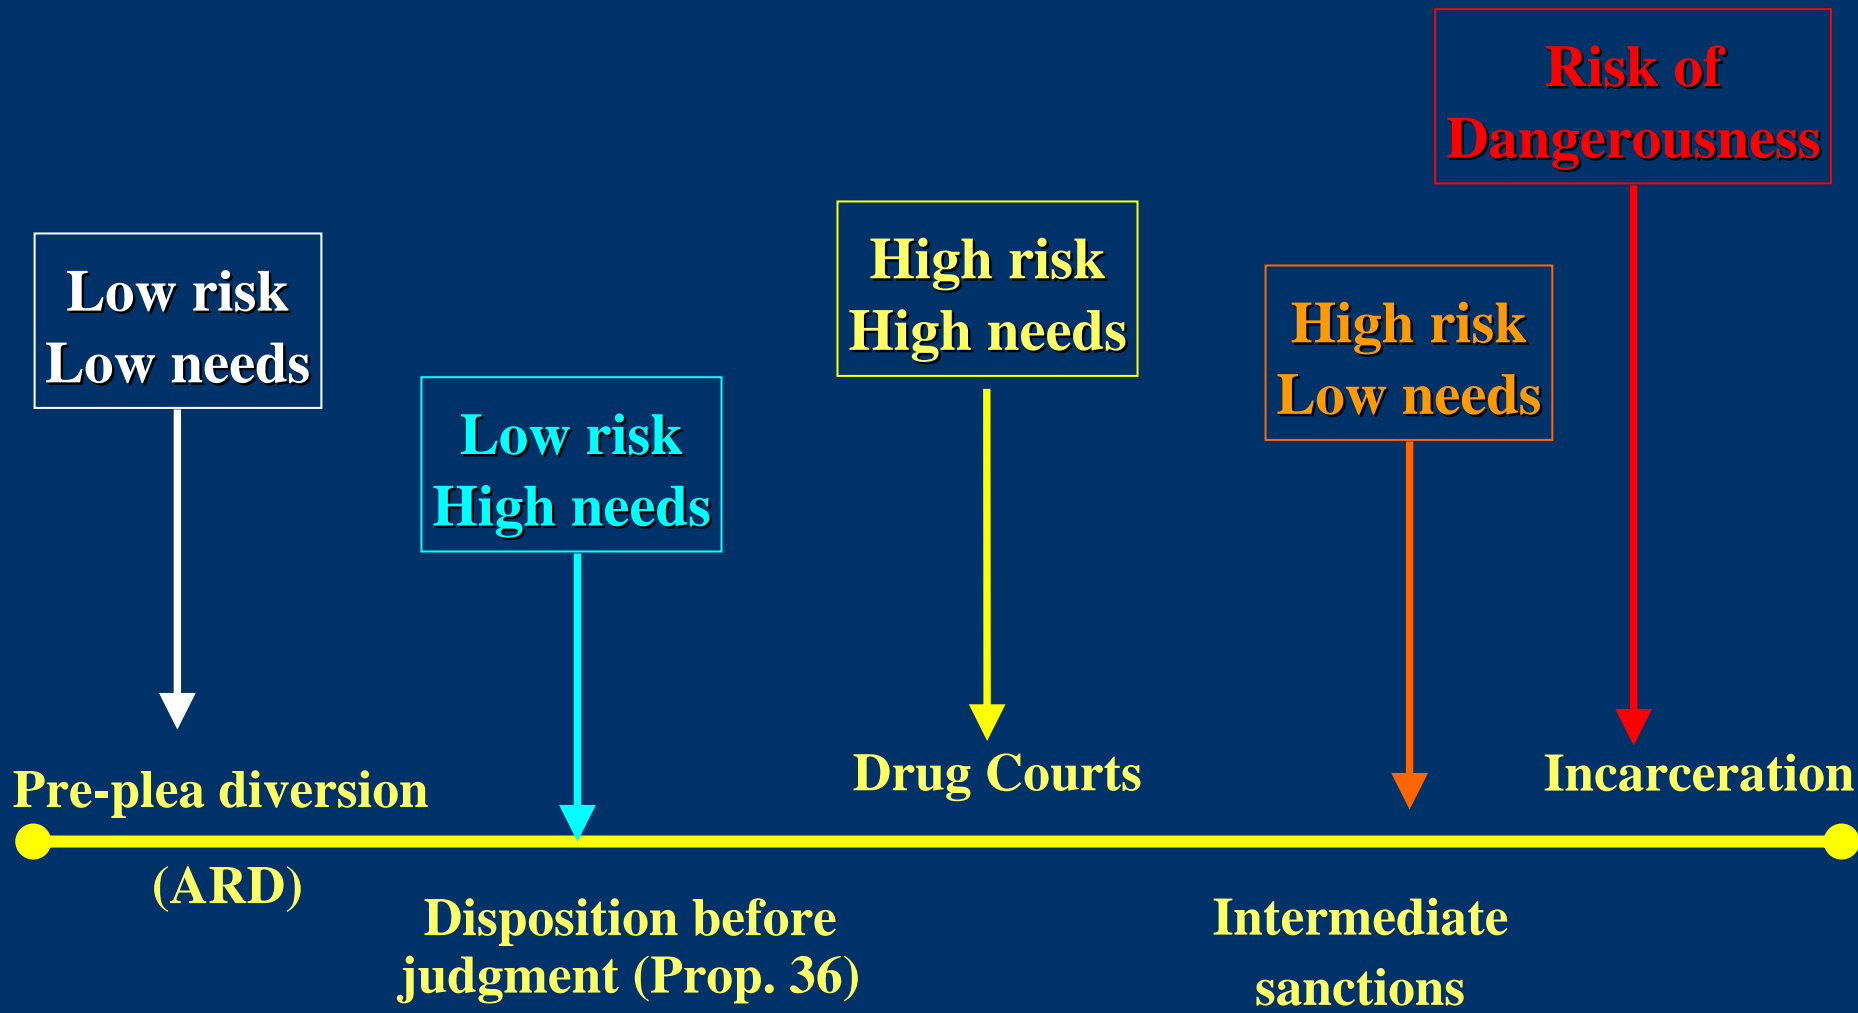 Risk of
Dangerousness
Low risk
Low needs
Low risk
High needs
High risk
High needs
High risk
Low needs
Pre-plea diversion
(ARD)
Disposition before
judgment (Prop. 36)
Drug Courts
Intermediate
sanctions
Incarceration